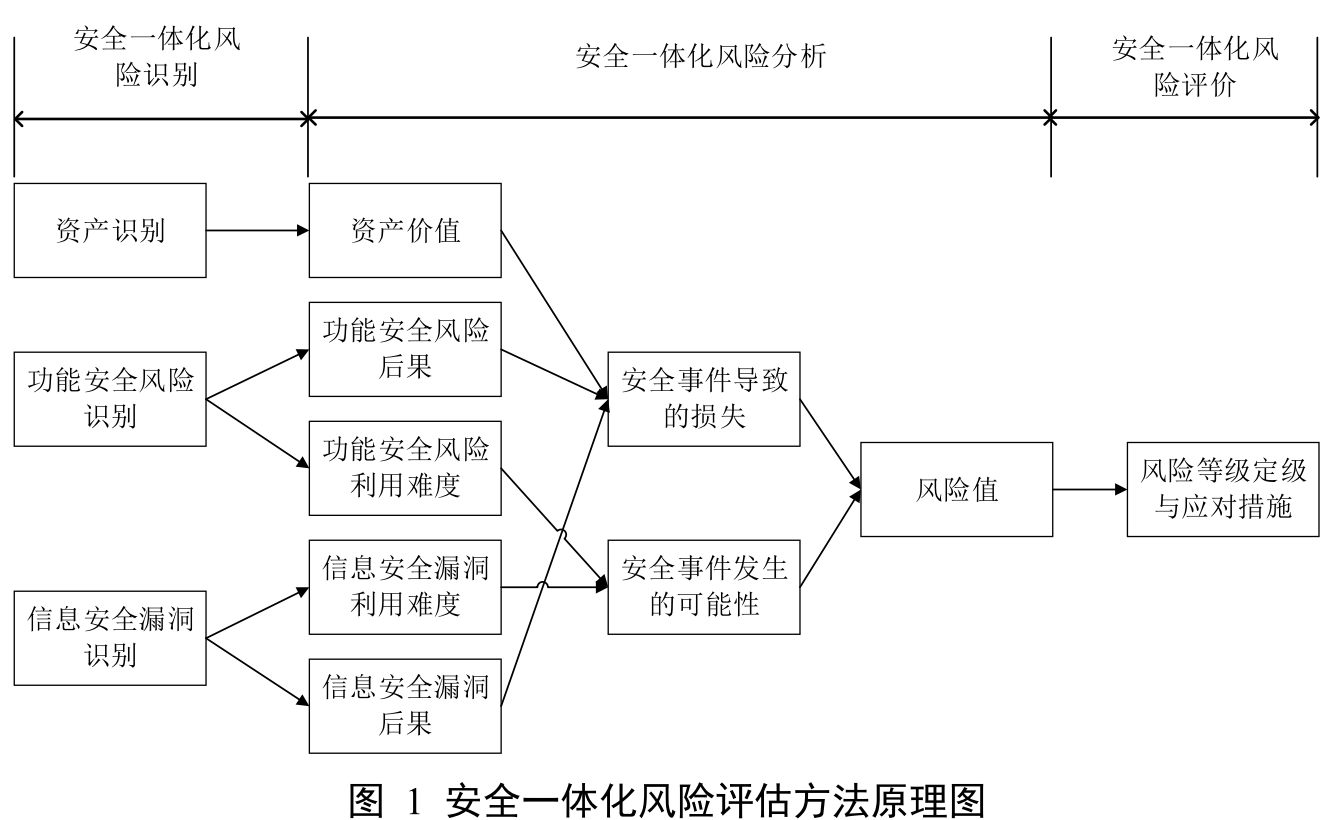 安全一体化风
险识别
安全一体化风险分析
安全一体化风
险评价
资产识别
资产价值
功能安全风险
后果
功能安全风险
识别
安全事件导致
的损失
功能安全风险
利用难度
风险值
风险等级定级
与应对措施
信息安全漏洞
利用难度
安全事件发生
的可能性
信息安全漏洞
识别
信息安全漏洞
后果
图 1 安全一体化风险评估方法原理图